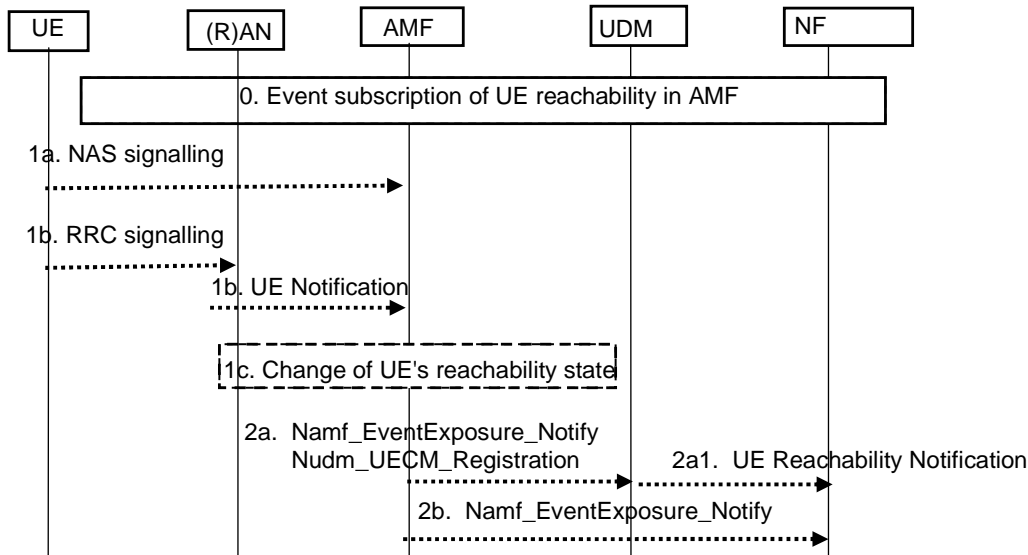 UE
(R)AN
AMF
UDM
NF
0. Event subscription of UE reachability in AMF
1a. NAS signalling
1b. RRC signalling
1b. UE Notification
1c. Change of UE's reachability state
2a. Namf_EventExposure_Notify
Nudm_UECM_Registration
2a1. UE Reachability Notification
2b. Namf_EventExposure_Notify